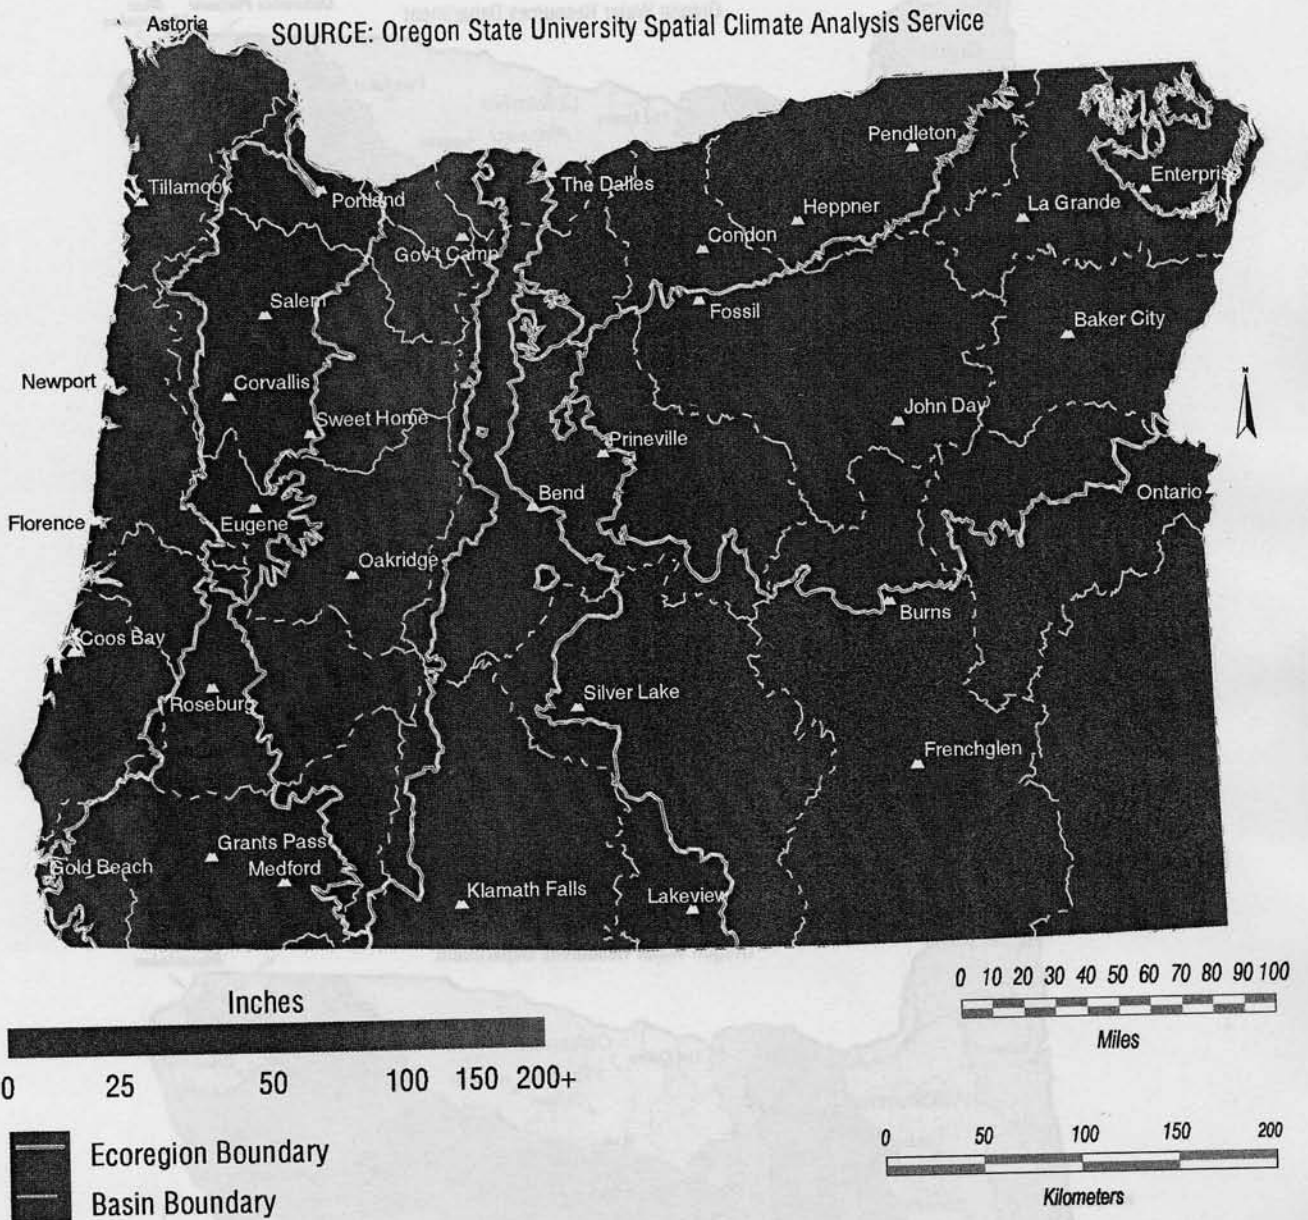 Astoria
SOURCE: Oregon State University Spatial Climate Analysis Service
Pendleton
Tillamook
Portland
The Dalles
Enterprise
Heppner
La Grande
Condon
Gov't Camp
Salem
Fossil
Baker City
Newport
Corvallis
Sweet Home
John Day
Prineville
Bend
Ontario
Florence
Eugene
Oakridge
Burns
Coos Bay
Roseburg
Silver Lake
Frenchglen
Grants Pass
Gold Beach
Medford
Klamath Falls
Lakeview
N
Inches
0 25 50 100 150 200+
0 10 20 30 40 50 60 70 80 90 100
Miles
Ecoregion Boundary
Basin Boundary
0 50 100 150 200
Kilometers